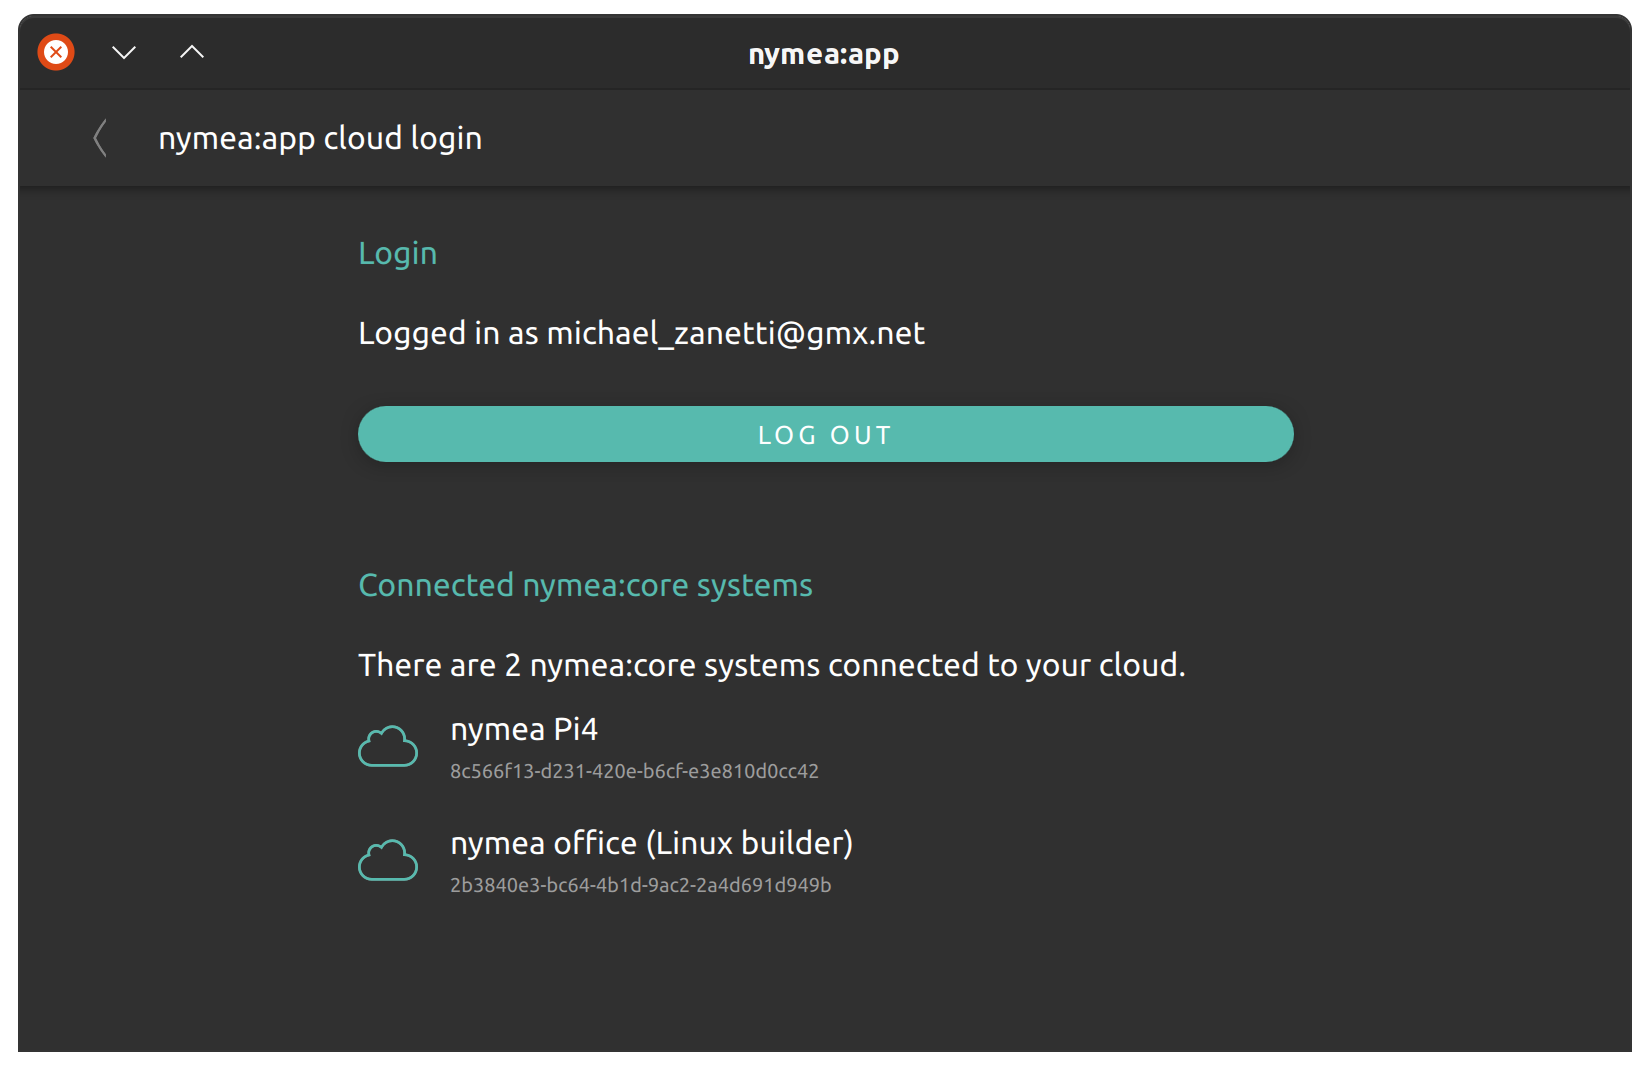 nymea:app
nymea:app cloud login
Login
Logged in as michael_zanetti@gmx.net
LOG OUT
Connected nymea:core systems
There are 2 nymea:core systems connected to your cloud.
nymea Pi4
8c566f13-d231-420e-b6cf-e3e810d0cc42
nymea office (Linux builder)
2b3840e3-bc64-4b1d-9ac2-2a4d691d949b